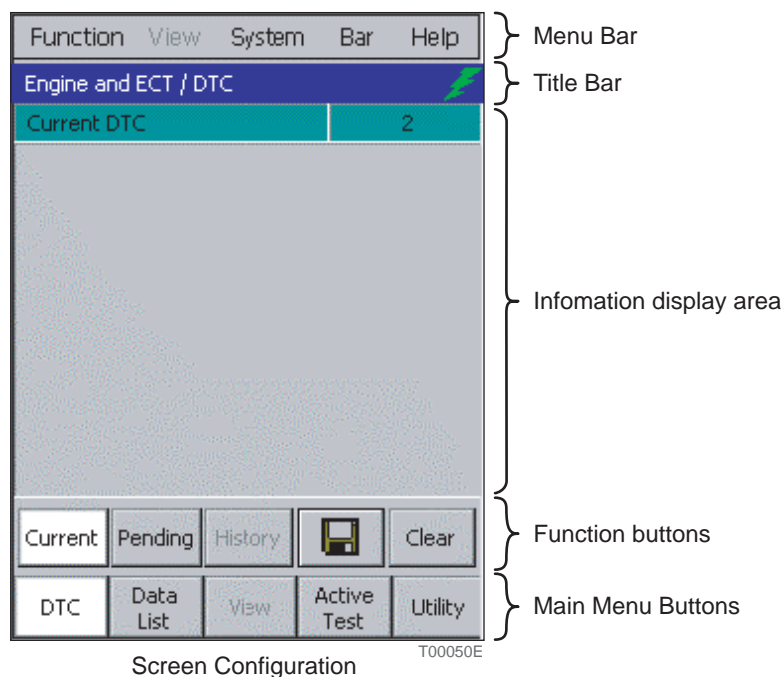 Function View System Bar Help
Menu Bar
Engine and ECT / DTC
Title Bar
Current DTC 2
Infomation display area
Current Pending History Clear
Function buttons
DTC Data List View Active Test Utility
Main Menu Buttons
T00050E
Screen Configuration